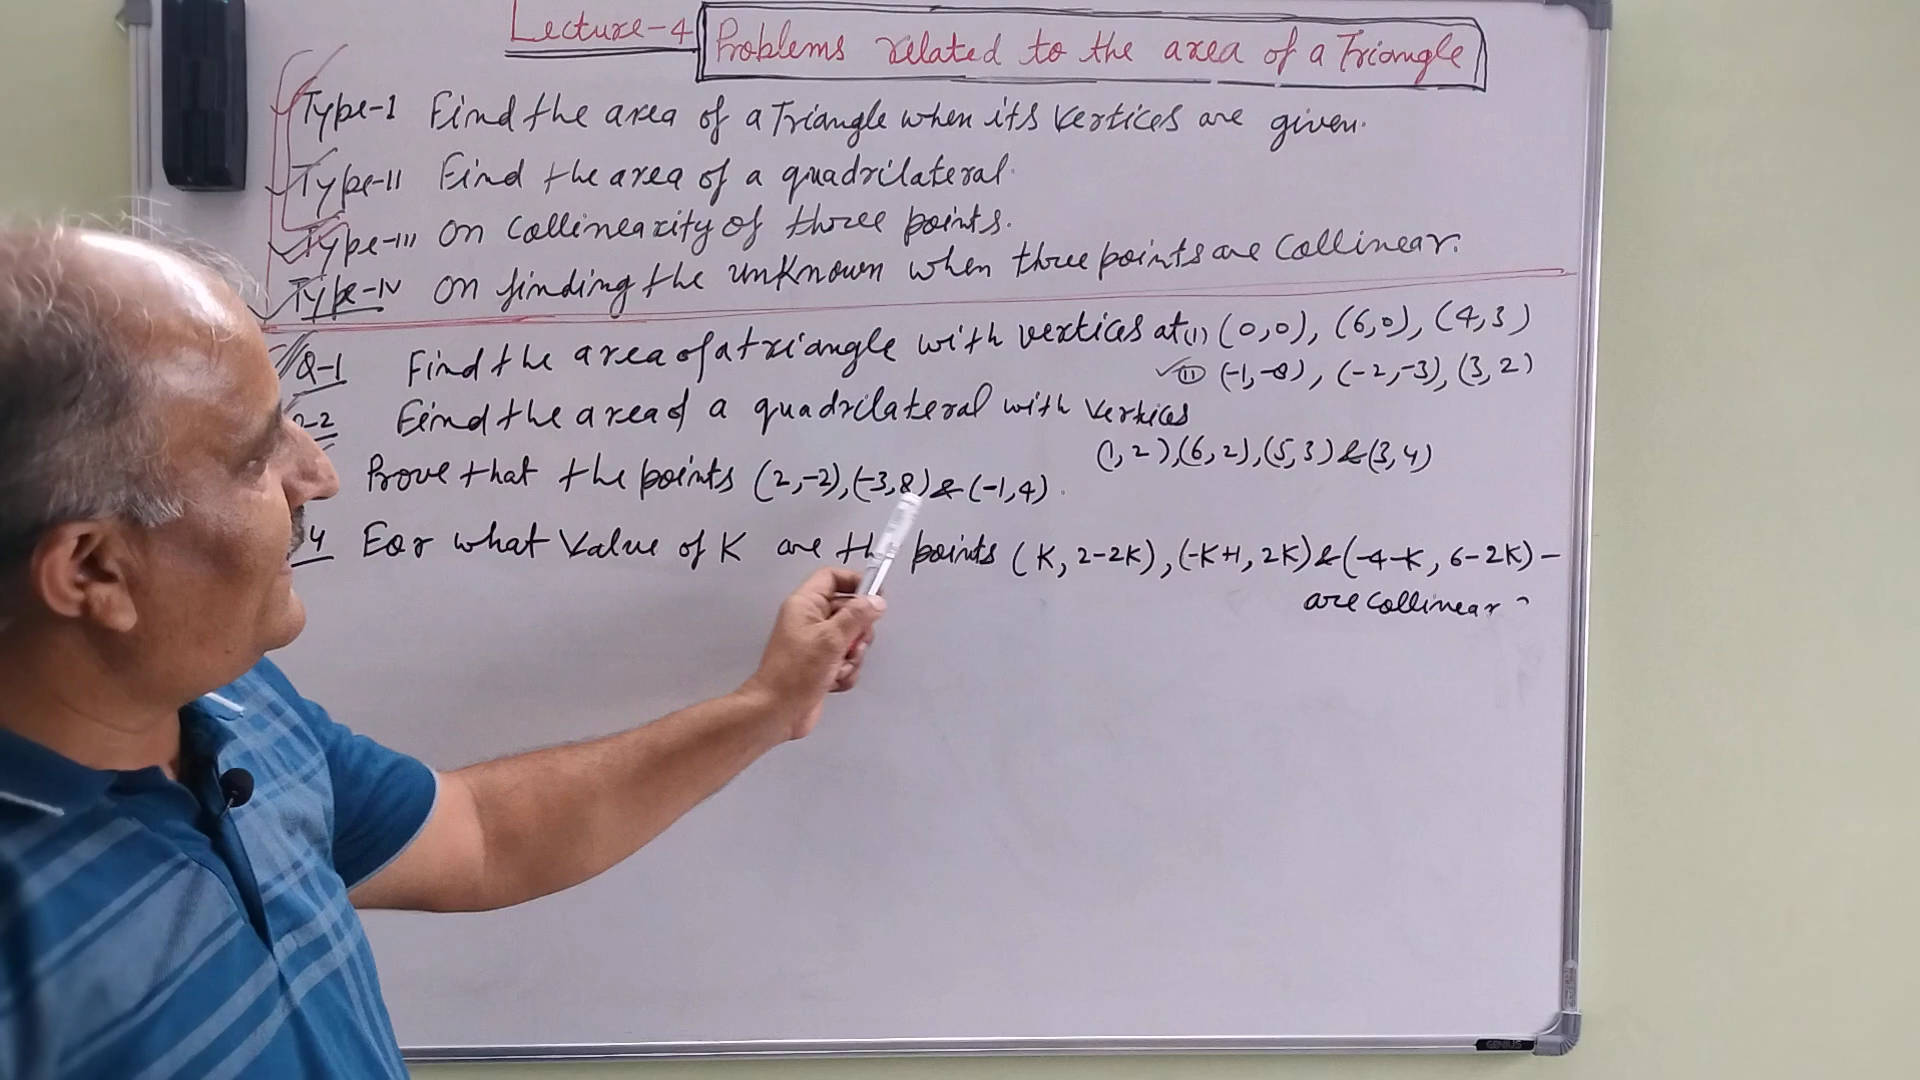 Lecture-4 Problems related to the area of a Triangle
Type-I Find the area of a Triangle when its vertices are given.
Type-II Find the area of a quadrilateral.
Type-III on Collinearity of three points.
Type-IV on finding the unknown when three points are Collinear.
Q-1 Find the area of a triangle with vertices at (i) (0,0), (6,0), (4,3)
(ii) (-1,-8), (-2,-3), (3,2)
-2 Find the area of a quadrilateral with vertices
(1,2), (6,2), (5,3) & (3,4)
Prove that the points (2,-2), (-3,8) & (-1,4).
4 For what value of K are the points (K, 2-2K), (-K+1, 2K) & (-4-K, 6-2K) -
are collinear ?
GENIUS